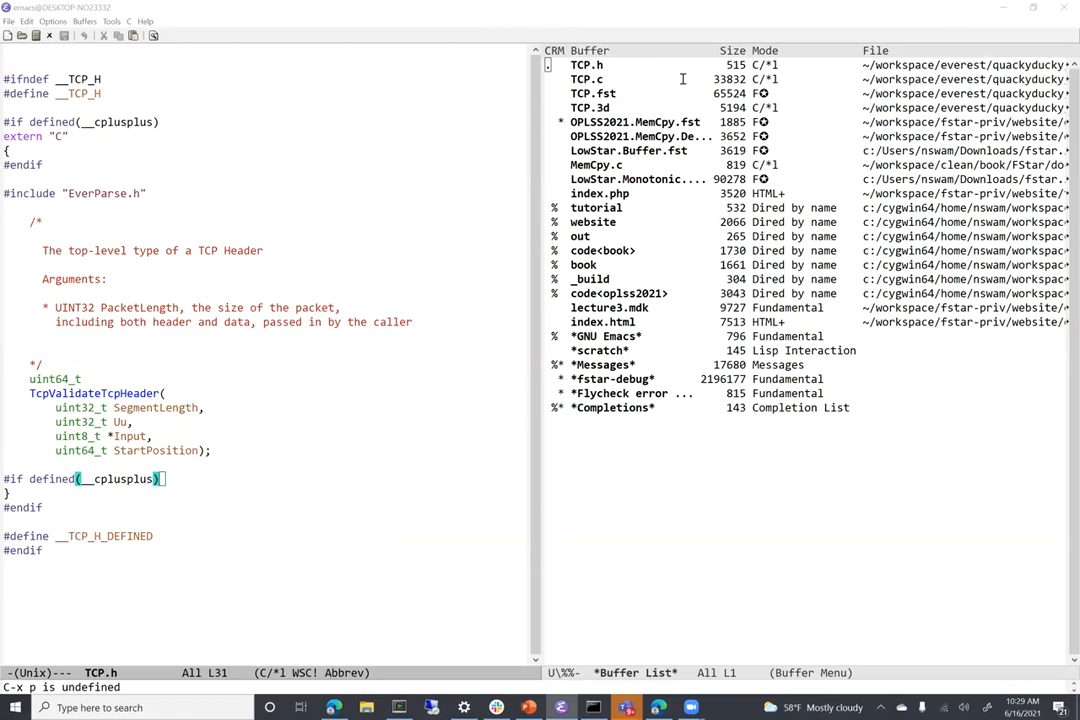 emacs@DESKTOP-NO23332
File Edit Options Buffers Tools C Help
#ifndef __TCP_H
#define __TCP_H
#if defined(__cplusplus)
extern "C"
{
#endif
#include "EverParse.h"
/*
The top-level type of a TCP Header
Arguments:
* UINT32 PacketLength, the size of the packet,
including both header and data, passed in by the caller
*/
uint64_t
TcpValidateTcpHeader(
uint32_t SegmentLength,
uint32_t Uu,
uint8_t *Input,
uint64_t StartPosition);
#if defined(__cplusplus)
}
#endif
#define __TCP_H_DEFINED
#endif
-(Unix)--- TCP.h All L31 (C/*l WSC! Abbrev)
C-x p is undefined
CRM Buffer Size Mode File
. TCP.h 515 C/*l ~/workspace/everest/quackyducky
TCP.c 33832 C/*l ~/workspace/everest/quackyducky
TCP.fst 65524 F✪ ~/workspace/everest/quackyducky
TCP.3d 5194 C/*l ~/workspace/everest/quackyducky
* OPLSS2021.MemCpy.fst 1885 F✪ ~/workspace/fstar-priv/website/
OPLSS2021.MemCpy.De... 3652 F✪ ~/workspace/fstar-priv/website/
LowStar.Buffer.fst 3619 F✪ c:/Users/nswam/Downloads/fstar.
MemCpy.c 819 C/*l ~/workspace/clean/book/FStar/do
LowStar.Monotonic.... 90278 F✪ c:/Users/nswam/Downloads/fstar.
index.php 3520 HTML+ ~/workspace/fstar-priv/website/
% tutorial 532 Dired by name c:/cygwin64/home/nswam/workspac
% website 2066 Dired by name c:/cygwin64/home/nswam/workspac
% out 265 Dired by name c:/cygwin64/home/nswam/workspac
% code<book> 1730 Dired by name c:/cygwin64/home/nswam/workspac
% book 1661 Dired by name c:/cygwin64/home/nswam/workspac
% _build 304 Dired by name c:/cygwin64/home/nswam/workspac
% code<oplss2021> 3043 Dired by name c:/cygwin64/home/nswam/workspac
lecture3.mdk 9727 Fundamental ~/workspace/fstar-priv/website/
index.html 7513 HTML+ ~/workspace/fstar-priv/website/
% *GNU Emacs* 796 Fundamental
*scratch* 145 Lisp Interaction
%* *Messages* 17680 Messages
* *fstar-debug* 2196177 Fundamental
* *Flycheck error ... 815 Fundamental
%* *Completions* 143 Completion List
U\%%- *Buffer List* All L1 (Buffer Menu)
Type here to search
58°F Mostly cloudy
10:29 AM
6/16/2021
21